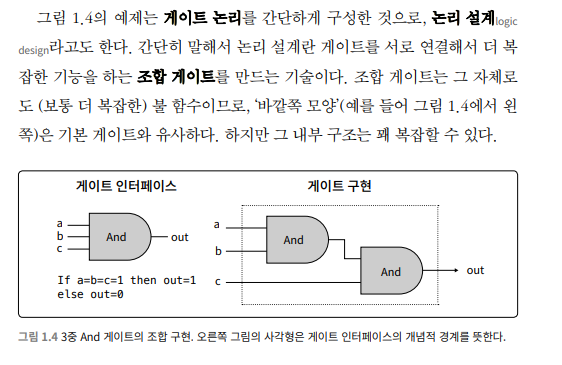 그림 1.4의 예제는 게이트 논리를 간단하게 구성한 것으로, 논리 설계logic
design라고도 한다. 간단히 말해서 논리 설계란 게이트를 서로 연결해서 더 복
잡한 기능을 하는 조합 게이트를 만드는 기술이다. 조합 게이트는 그 자체로
도 (보통 더 복잡한) 불 함수이므로, ‘바깥쪽 모양’(예를 들어 그림 1.4에서 왼
쪽)은 기본 게이트와 유사하다. 하지만 그 내부 구조는 꽤 복잡할 수 있다.
게이트 인터페이스
a
b
c
And
out
If a=b=c=1 then out=1
else out=0
게이트 구현
a
b
c
And
And
out
그림 1.4 3중 And 게이트의 조합 구현. 오른쪽 그림의 사각형은 게이트 인터페이스의 개념적 경계를 뜻한다.